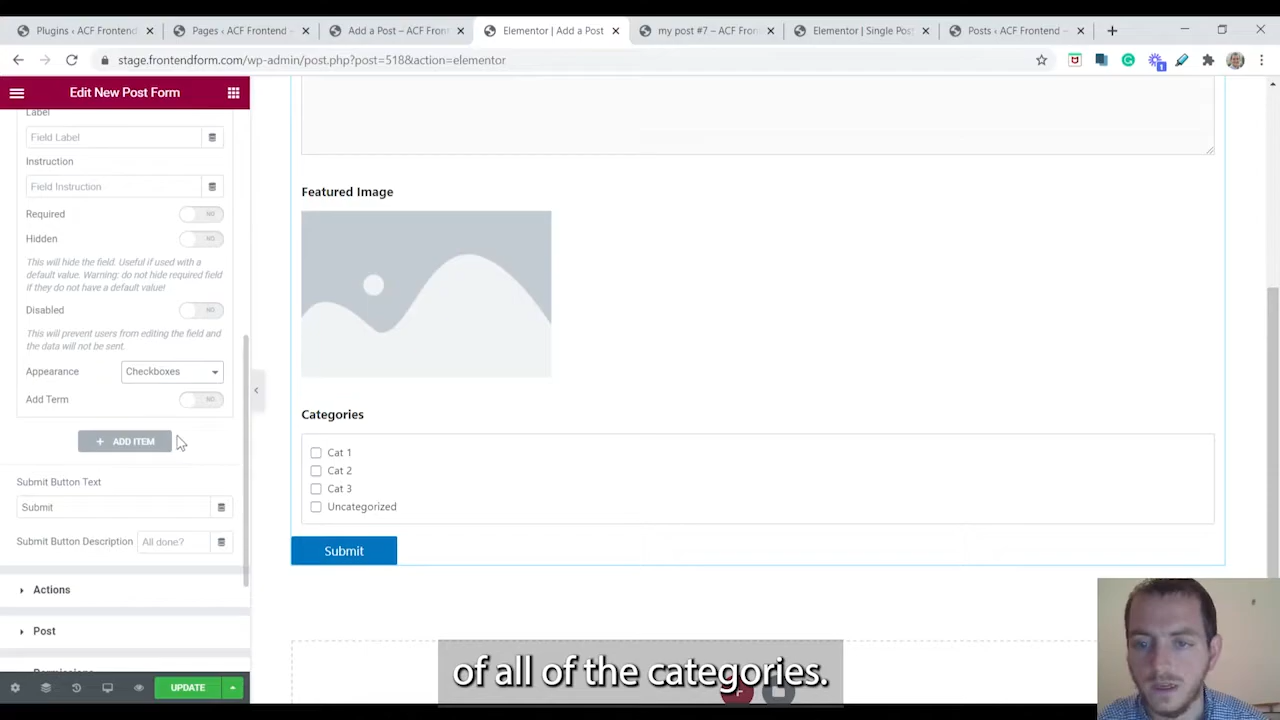 Plugins ‹ ACF Frontend
Pages ‹ ACF Frontend ‹
Add a Post – ACF Front
Elementor | Add a Post
my post #7 – ACF Front
Elementor | Single Pos
Posts ‹ ACF Frontend —
stage.frontendform.com/wp-admin/post.php?post=518&action=elementor
Edit New Post Form
Label
Field Label
Instruction
Field Instruction
Required NO
Hidden NO
This will hide the field. Useful if used with a
default value. Warning: do not hide required field
if they do not have a default value!
Disabled NO
This will prevent users from editing the field and
the data will not be sent.
Appearance Checkboxes
Add Term NO
+ ADD ITEM
Submit Button Text
Submit
Submit Button Description All done?
Actions
Post
UPDATE
Featured Image
Categories
Cat 1
Cat 2
Cat 3
Uncategorized
Submit
of all of the categories.